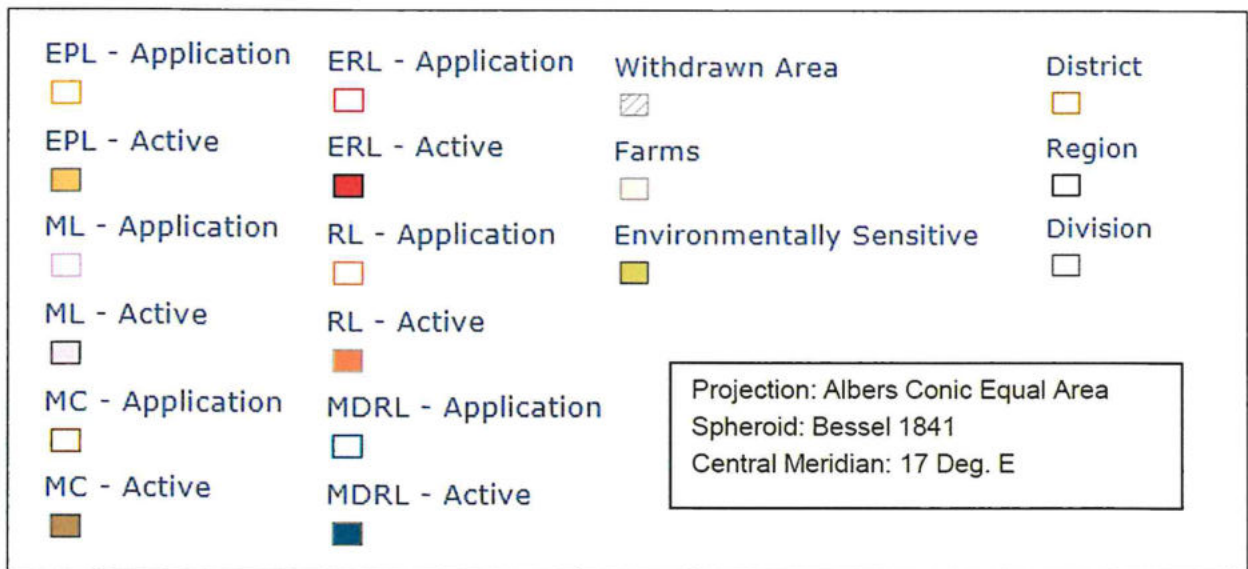 EPL - Application
EPL - Active
ML - Application
ML - Active
MC - Application
MC - Active
ERL - Application
ERL - Active
RL - Application
RL - Active
MDRL - Application
MDRL - Active
Withdrawn Area
Farms
Environmentally Sensitive
District
Region
Division
Projection: Albers Conic Equal Area
Spheroid: Bessel 1841
Central Meridian: 17 Deg. E